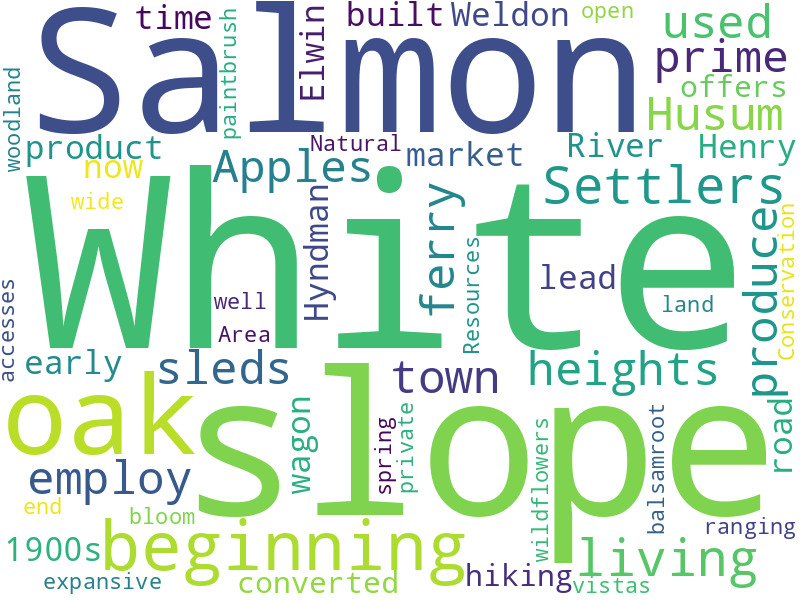 Salmon
time
paintbrush
Elwin
built
Weldon
open
used
prime
offers
Husum
woodland
product
now
wide
Natural
Apples
market
River
Henry
Settlers
White
Hyndman
ferry
Resources
lead
land
produce
Conservation
well
Area
accesses
early
sleds
town
heights
oak
slope
employ
wagon
spring
private
wildflowers
balsamroot
road
end
bloom
ranging
1900s
beginning
living
expansive
converted
hiking
vistas